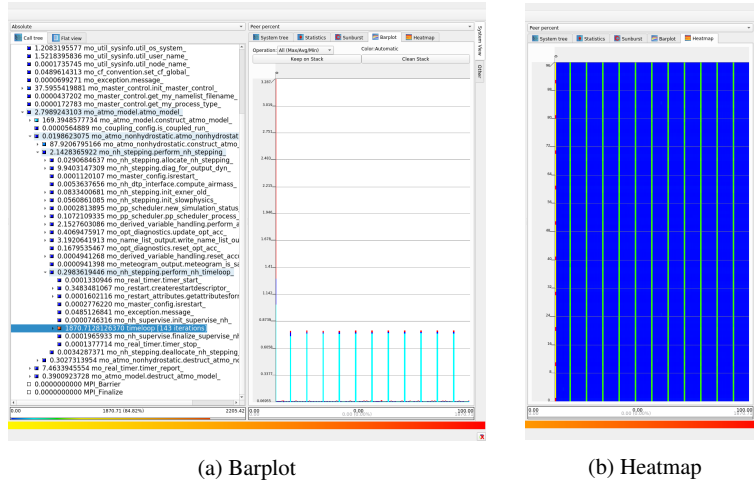 Absolute
Call tree
Flat view
1.2083195577 mo_util_sysinfo.util_os_system_
1.5218395836 mo_util_sysinfo.util_user_name_
0.0001735745 mo_util_sysinfo.util_node_name_
0.0489614313 mo_cf_convention.set_cf_global_
0.0000699271 mo_exception.message_
37.5955419881 mo_master_control.init_master_control_
0.0000437202 mo_master_control.get_my_namelist_filename_
0.0000172783 mo_master_control.get_my_process_type_
2.7989243103 mo_atmo_model.atmo_model_
169.3948577734 mo_atmo_model.construct_atmo_model_
0.0000564889 mo_coupling_config.is_coupled_run_
0.0198623075 mo_atmo_nonhydrostatic.atmo_nonhydrostat
87.9206795166 mo_atmo_nonhydrostatic.construct_atmo_
2.1428365922 mo_nh_stepping.perform_nh_stepping_
0.0290684637 mo_nh_stepping.allocate_nh_stepping_
9.9403147309 mo_nh_stepping.diag_for_output_dyn_
0.0001120107 mo_master_config.isrestart_
0.0053637656 mo_nh_dtp_interface.compute_airmass_
0.0833400681 mo_nh_stepping.init_exner_old_
0.0560861085 mo_nh_stepping.init_slowphysics_
0.0002813895 mo_pp_scheduler.new_simulation_status_
0.1072109335 mo_pp_scheduler.pp_scheduler_process_
2.1527603086 mo_derived_variable_handling.perform_a
0.4069475917 mo_opt_diagnostics.update_opt_acc_
3.1920641913 mo_name_list_output.write_name_list_ou
0.1679535467 mo_opt_diagnostics.reset_opt_acc_
0.0004941268 mo_derived_variable_handling.reset_acc
0.0000941398 mo_meteogram_output.meteogram_is_sa
0.2983619446 mo_nh_stepping.perform_nh_timeloop_
0.0001330946 mo_real_timer.timer_start_
0.3483481067 mo_restart.createrestartdescriptor_
0.0001602116 mo_restart_attributes.getattributesform
0.0002776220 mo_master_config.isrestart_
0.0485126841 mo_exception.message_
0.0000746316 mo_nh_supervise.init_supervise_nh_
1870.7128126370 timeloop (143 iterations
0.0001965933 mo_nh_supervise.finalize_supervise_nh
0.0001377714 mo_real_timer.timer_stop_
0.0034287371 mo_nh_stepping.deallocate_nh_stepping_
0.3027313954 mo_atmo_nonhydrostatic.destruct_atmo_no
7.4633945554 mo_real_timer.timer_report_
0.3900923728 mo_atmo_model.destruct_atmo_model_
0.0000000000 MPI_Barrier
0.0000000000 MPI_Finalize
0.00 1870.71 (84.82%) 2205.42
Peer percent
System tree
Statistics
Sunburst
Barplot
Heatmap
Operation All (Max/Avg/Min) Color: Automatic
Keep on Stack
Clean Stack
0.00 0.00 (0.00%) 100.00
System View
Other
Peer percent
System tree
Statistics
Sunburst
Barplot
Heatmap
0.00 100.00
(a) Barplot
(b) Heatmap